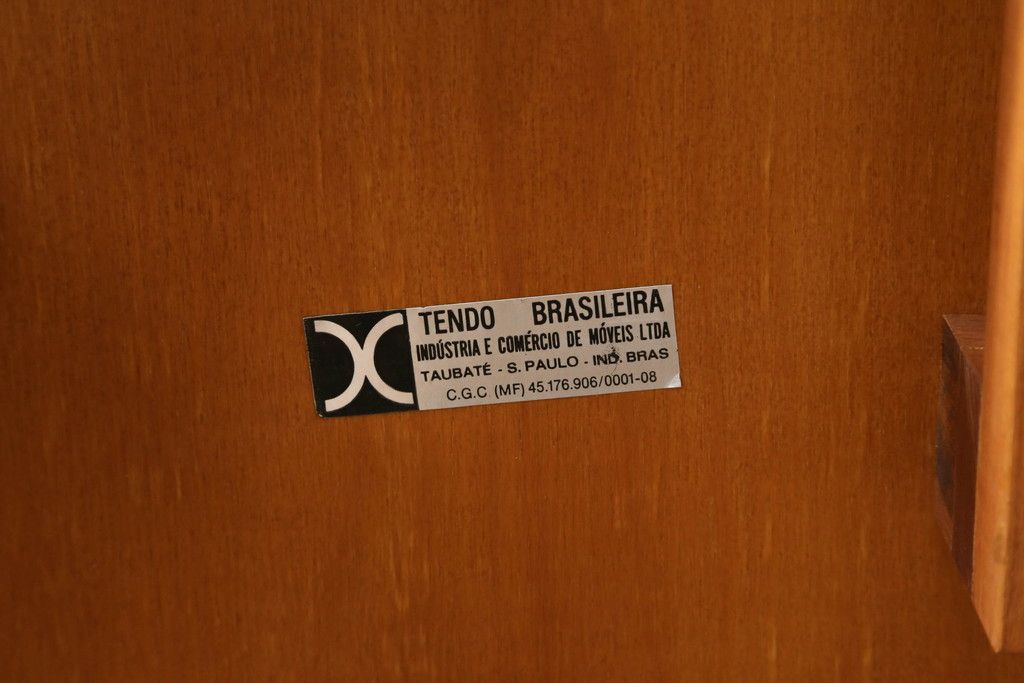 TENDO BRASILEIRA
INDÚSTRIA E COMÉRCIO DE MÓVEIS LTDA
TAUBATÉ - S. PAULO - IND. BRAS
C.G.C (MF) 45.176.906/0001-08